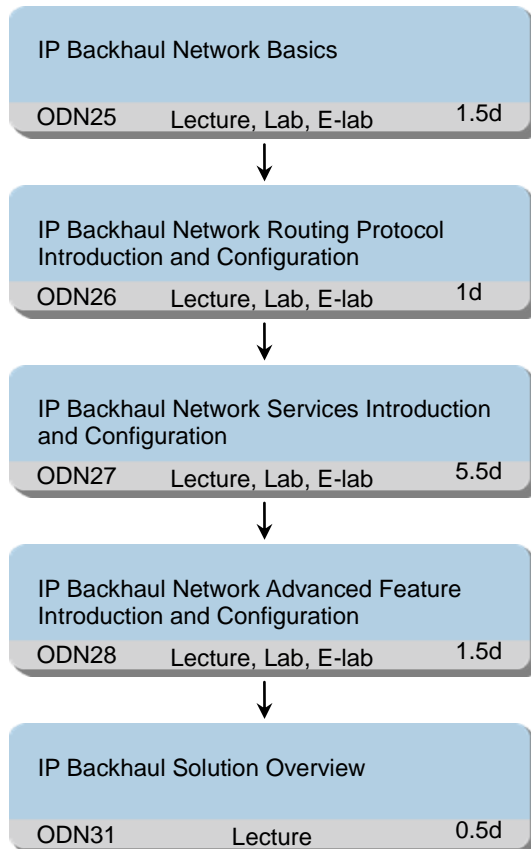 IP Backhaul Network Basics
ODN25 Lecture, Lab, E-lab 1.5d
IP Backhaul Network Routing Protocol
Introduction and Configuration
ODN26 Lecture, Lab, E-lab 1d
IP Backhaul Network Services Introduction
and Configuration
ODN27 Lecture, Lab, E-lab 5.5d
IP Backhaul Network Advanced Feature
Introduction and Configuration
ODN28 Lecture, Lab, E-lab 1.5d
IP Backhaul Solution Overview
ODN31 Lecture 0.5d